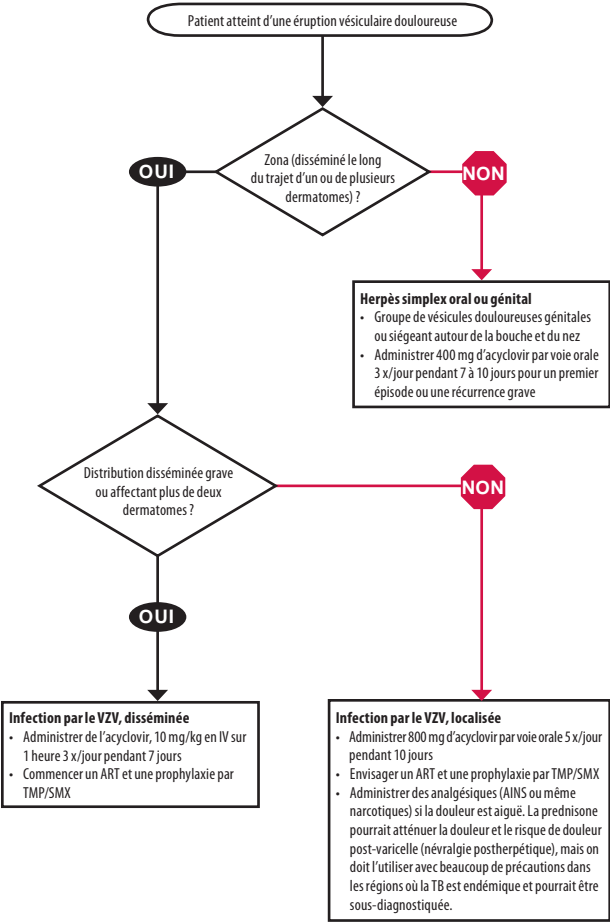 Patient atteint d'une éruption vésiculaire douloureuse
Zona (disséminé le long
du trajet d'un ou de plusieurs
dermatomes) ?
OUI
NON
Herpès simplex oral ou génital
• Groupe de vésicules douloureuses génitales
ou siégeant autour de la bouche et du nez
• Administrer 400 mg d'acyclovir par voie orale
3 x/jour pendant 7 à 10 jours pour un premier
épisode ou une récurrence grave
Distribution disséminée grave
ou affectant plus de deux
dermatomes ?
NON
OUI
Infection par le VZV, disséminée
• Administrer de l'acyclovir, 10 mg/kg en IV sur
1 heure 3 x/jour pendant 7 jours
• Commencer un ART et une prophylaxie par
TMP/SMX
Infection par le VZV, localisée
• Administrer 800 mg d'acyclovir par voie orale 5 x/jour
pendant 10 jours
• Envisager un ART et une prophylaxie par TMP/SMX
• Administrer des analgésiques (AINS ou même
narcotiques) si la douleur est aiguë. La prednisone
pourrait atténuer la douleur et le risque de douleur
post-varicelle (névralgie postherpétique), mais on
doit l'utiliser avec beaucoup de précautions dans
les régions où la TB est endémique et pourrait être
sous-diagnostiquée.